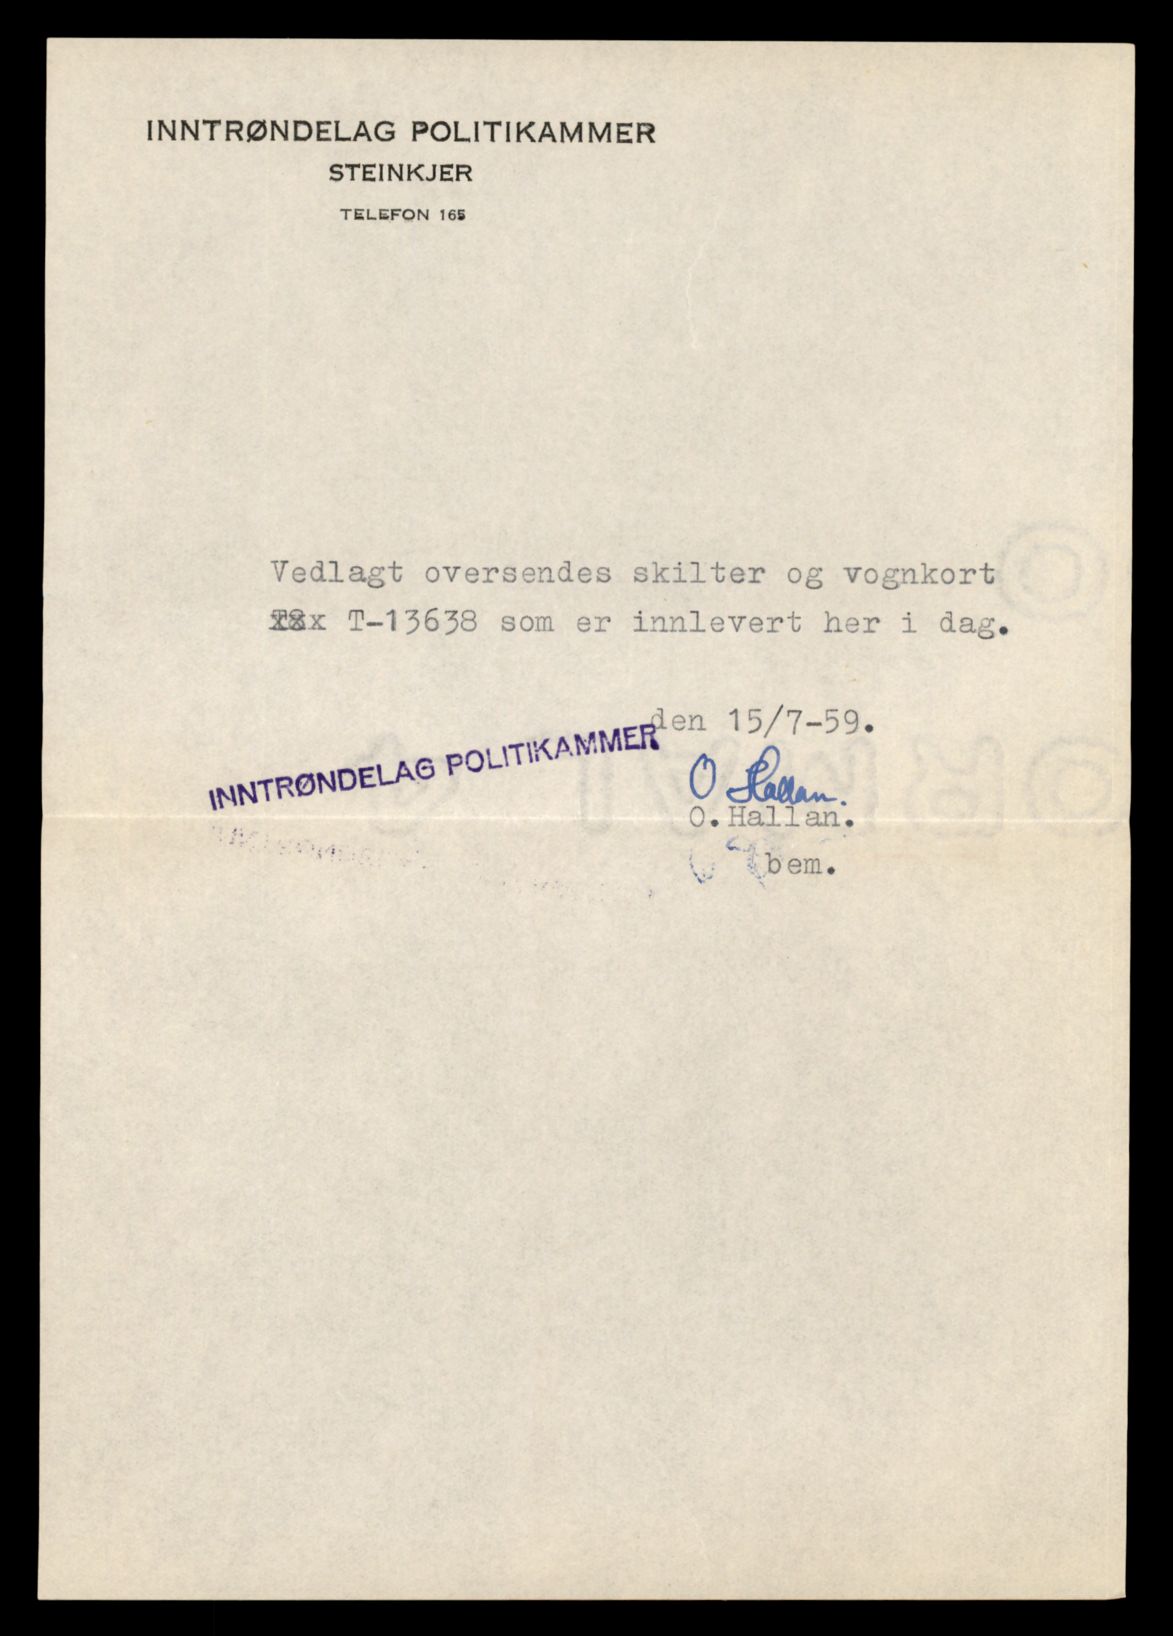 INNTRØNDELAG POLITIKAMMER
STEINKJER
TELEFON 165
Vedlagt oversendes skilter og vognkort
T-13638 som er innlevert her i dag.
den 15/7-59.
INNTRØNDELAG POLITIKAMMER
O Hallan.
O. Hallan.
bem.